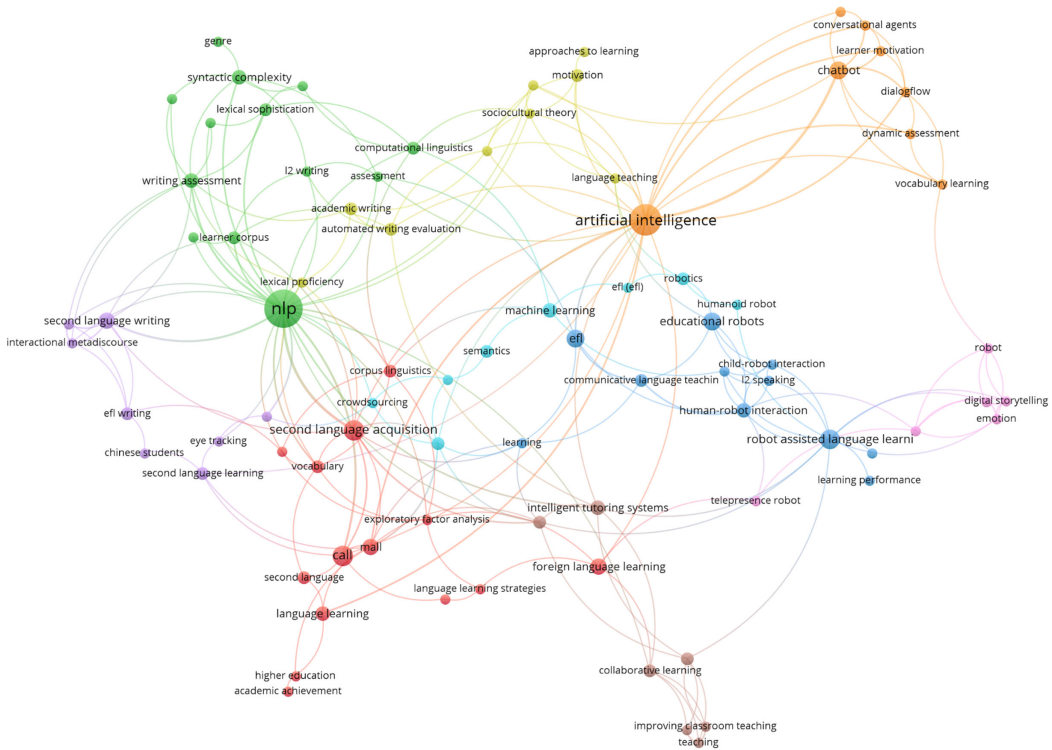 conversational agents
genre
approaches to learning
learner motivation
syntactic complexity
motivation
chatbot
dialogflow
lexical sophistication
sociocultural theory
dynamic assessment
computational linguistics
l2 writing
assessment
language teaching
writing assessment
vocabulary learning
academic writing
artificial intelligence
automated writing evaluation
learner corpus
robotics
lexical proficiency
efl (efl)
humanoid robot
nlp
machine learning
second language writing
educational robots
efl
interactional metadiscourse
robot
semantics
child-robot interaction
corpus linguistics
communicative language teachin
l2 speaking
crowdsourcing
digital storytelling
efl writing
human-robot interaction
emotion
second language acquisition
eye tracking
learning
robot assisted language learni
chinese students
vocabulary
second language learning
learning performance
telepresence robot
intelligent tutoring systems
exploratory factor analysis
mall
call
foreign language learning
second language
language learning strategies
language learning
collaborative learning
higher education
academic achievement
improving classroom teaching
teaching